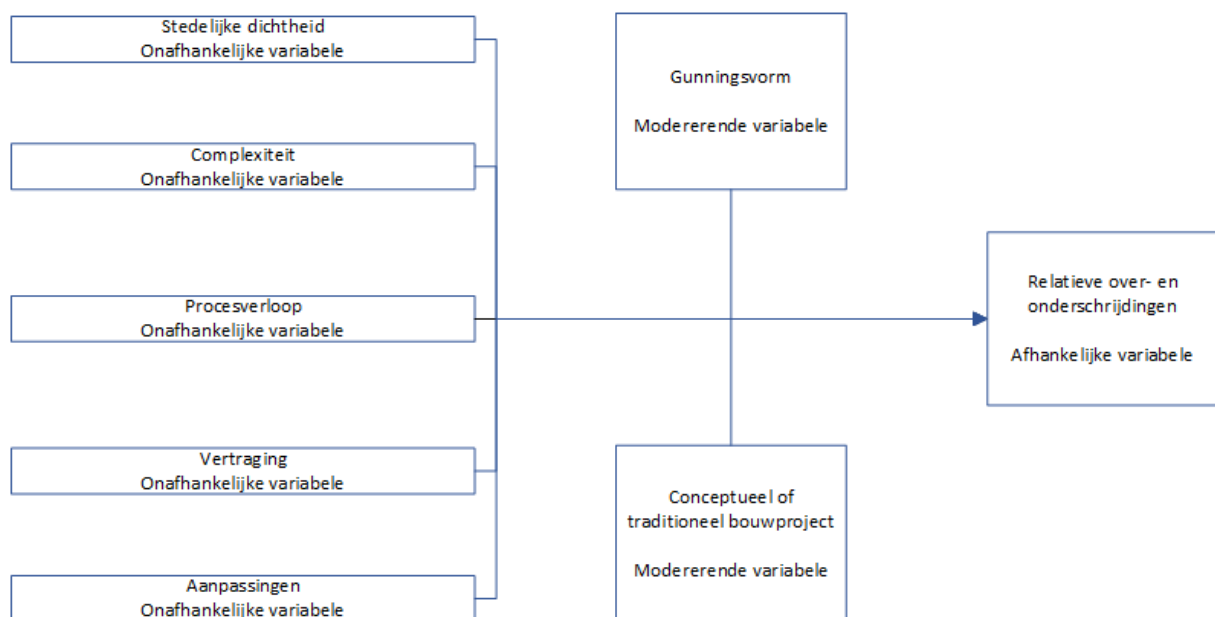 Stedelijke dichtheid
Onafhankelijke variabele
Complexiteit
Onafhankelijke variabele
Procesverloop
Onafhankelijke variabele
Vertraging
Onafhankelijke variabele
Aanpassingen
Onafhankelijke variabele
Gunningsvorm
Modererende variabele
Conceptueel of
traditioneel bouwproject
Modererende variabele
Relatieve over- en
onderschrijdingen
Afhankelijke variabele